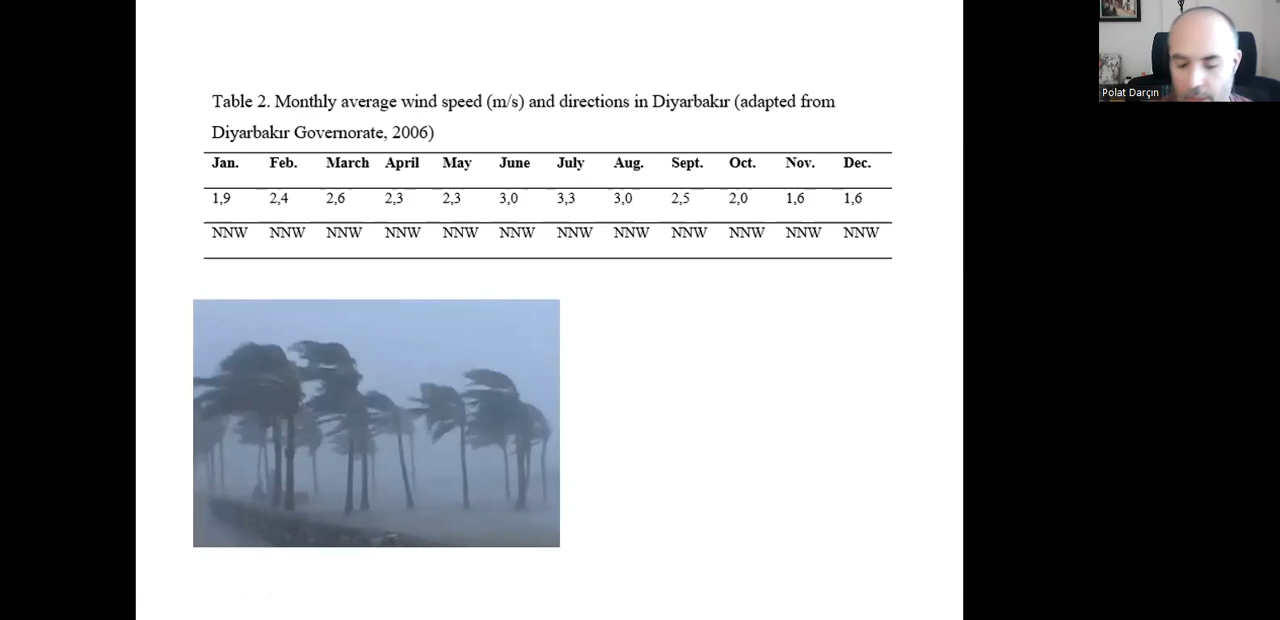 Table 2. Monthly average wind speed (m/s) and directions in Diyarbakır (adapted from
Diyarbakır Governorate, 2006)
Jan. Feb. March April May June July Aug. Sept. Oct. Nov. Dec.
1,9 2,4 2,6 2,3 2,3 3,0 3,3 3,0 2,5 2,0 1,6 1,6
NNW NNW NNW NNW NNW NNW NNW NNW NNW NNW NNW NNW
Polat Darçın